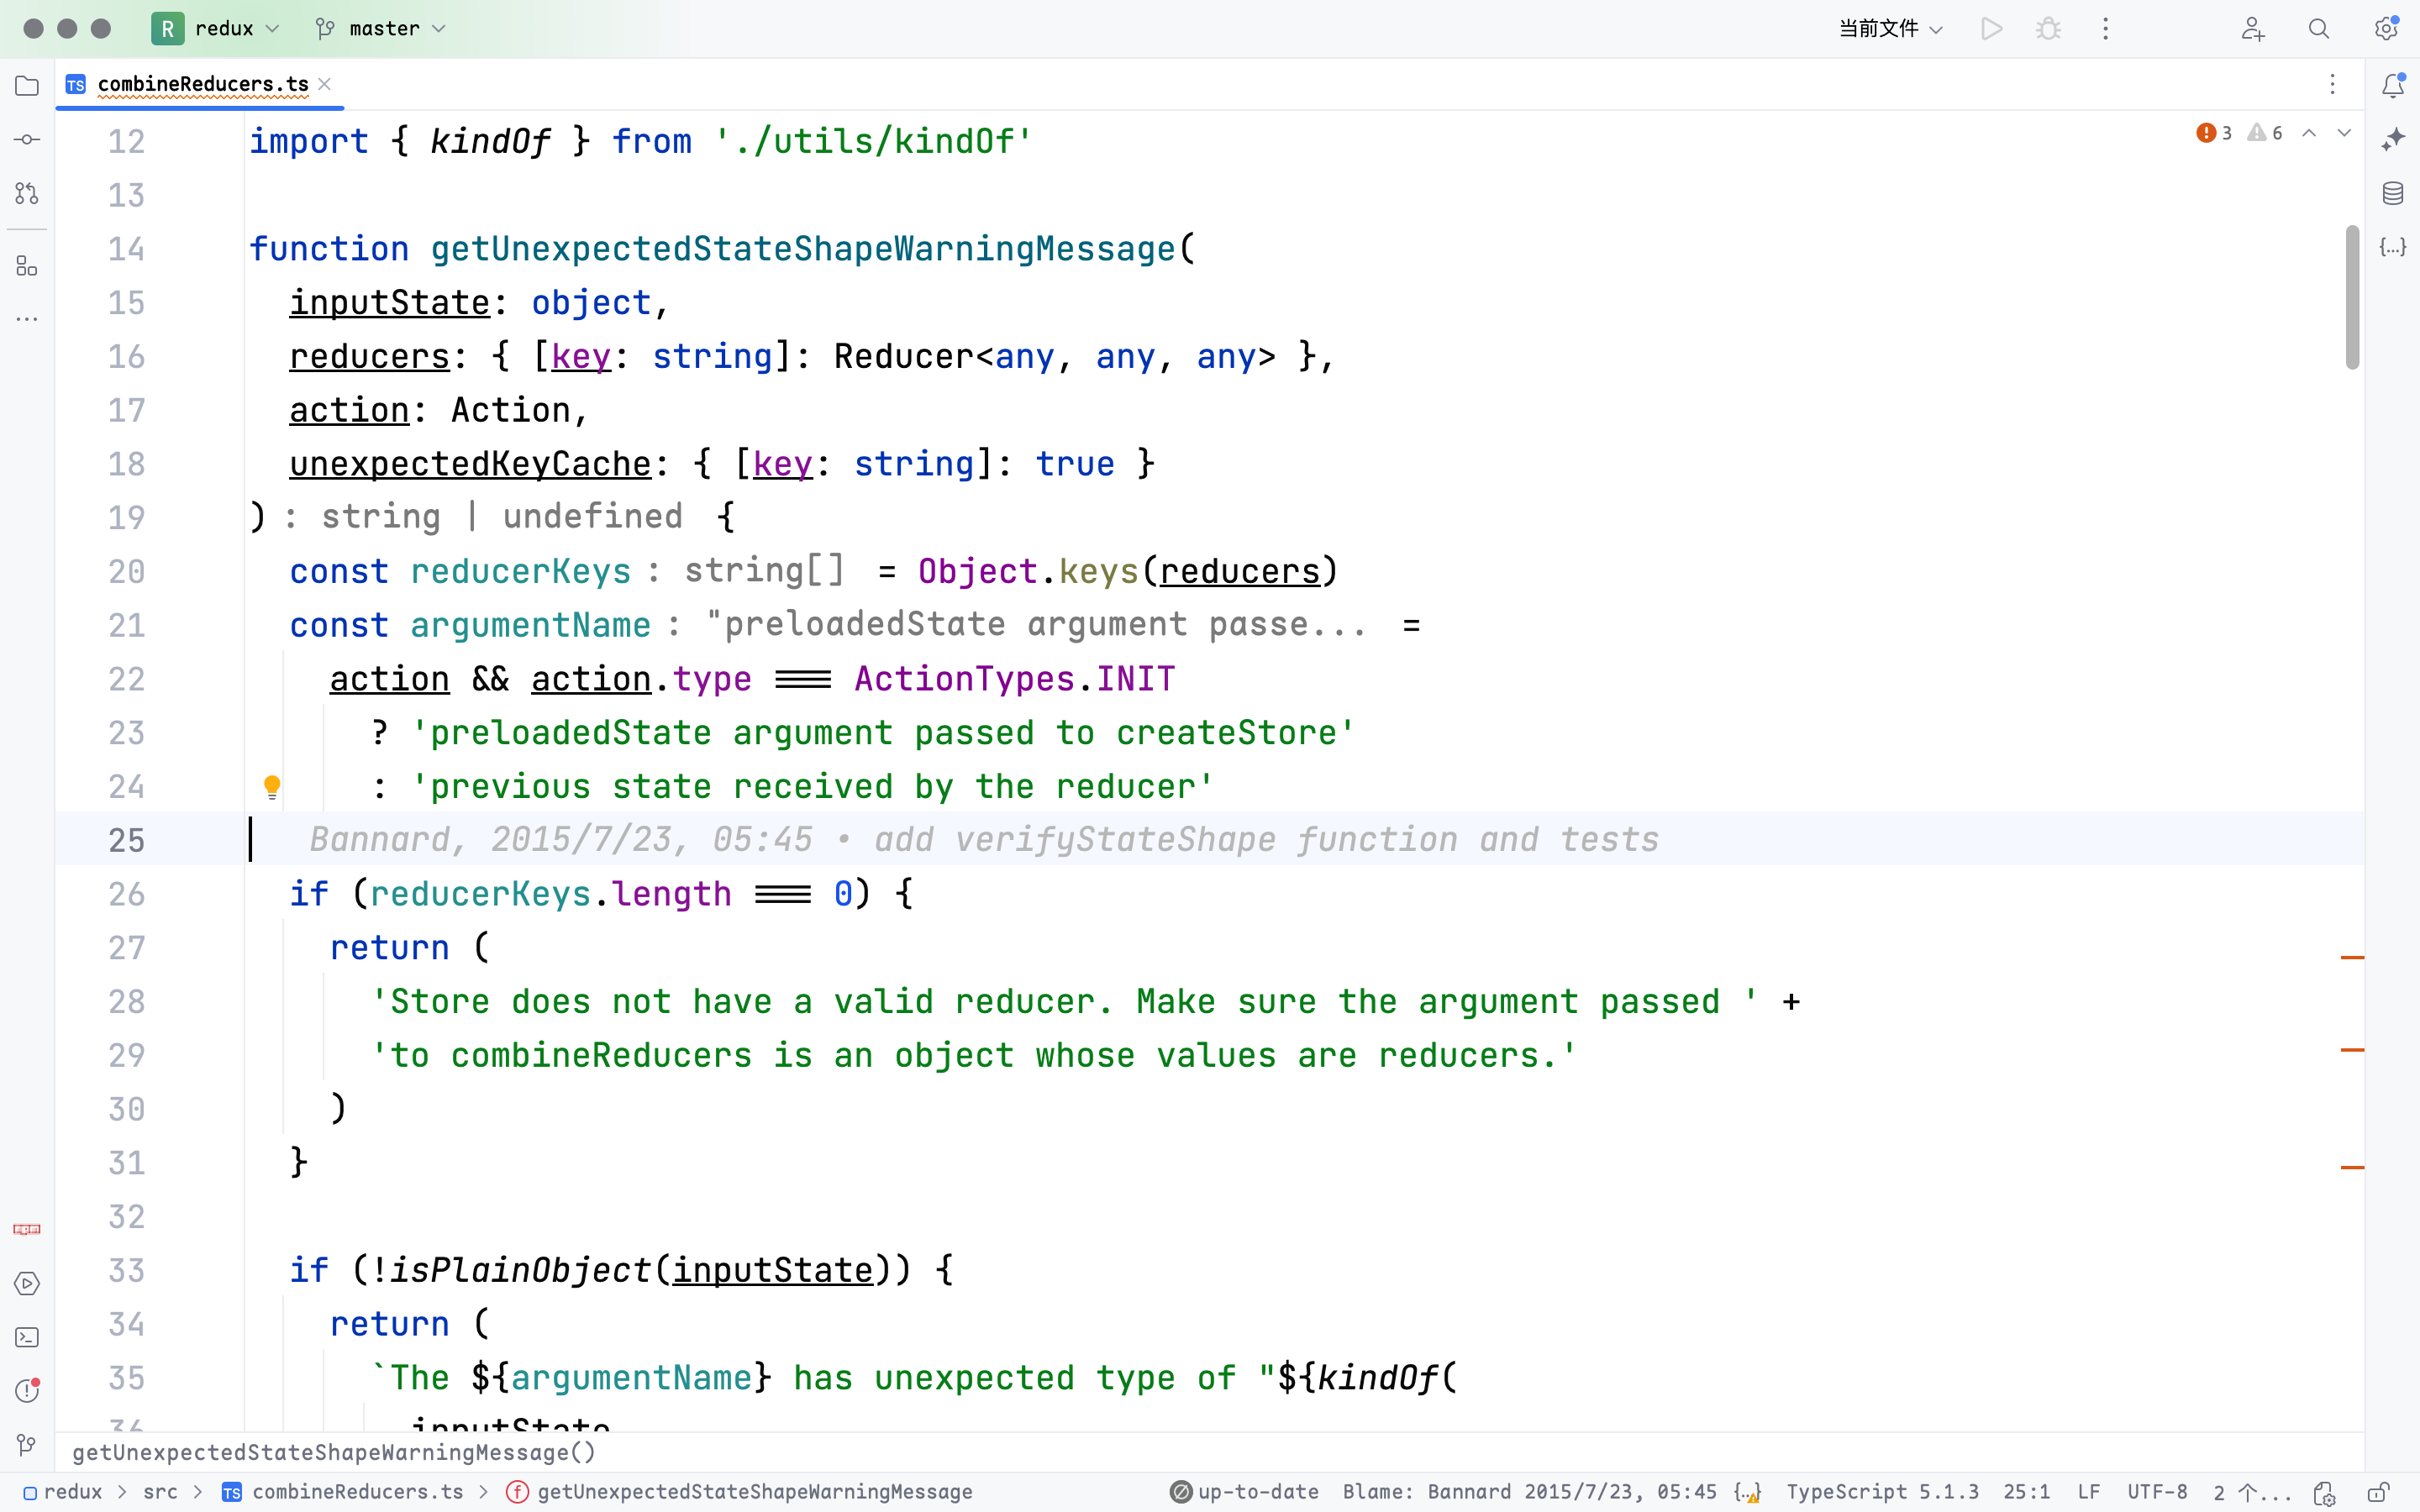 R redux master 当前文件
TS combineReducers.ts
3 6
12 import { kindOf } from './utils/kindOf'
13
14 function getUnexpectedStateShapeWarningMessage(
15 inputState: object,
16 reducers: { [key: string]: Reducer<any, any, any> },
17 action: Action,
18 unexpectedKeyCache: { [key: string]: true }
19 ) : string | undefined {
20 const reducerKeys : string[] = Object.keys(reducers)
21 const argumentName : "preloadedState argument passe... =
22 action && action.type === ActionTypes.INIT
23 ? 'preloadedState argument passed to createStore'
24 : 'previous state received by the reducer'
25 Bannard, 2015/7/23, 05:45 • add verifyStateShape function and tests
26 if (reducerKeys.length === 0) {
27 return (
28 'Store does not have a valid reducer. Make sure the argument passed ' +
29 'to combineReducers is an object whose values are reducers.'
30 )
31 }
32
33 if (!isPlainObject(inputState)) {
34 return (
35 `The ${argumentName} has unexpected type of "${kindOf(
36 inputState
getUnexpectedStateShapeWarningMessage()
redux > src > TS combineReducers.ts > f getUnexpectedStateShapeWarningMessage up-to-date Blame: Bannard 2015/7/23, 05:45 {..} TypeScript 5.1.3 25:1 LF UTF-8 2 个...